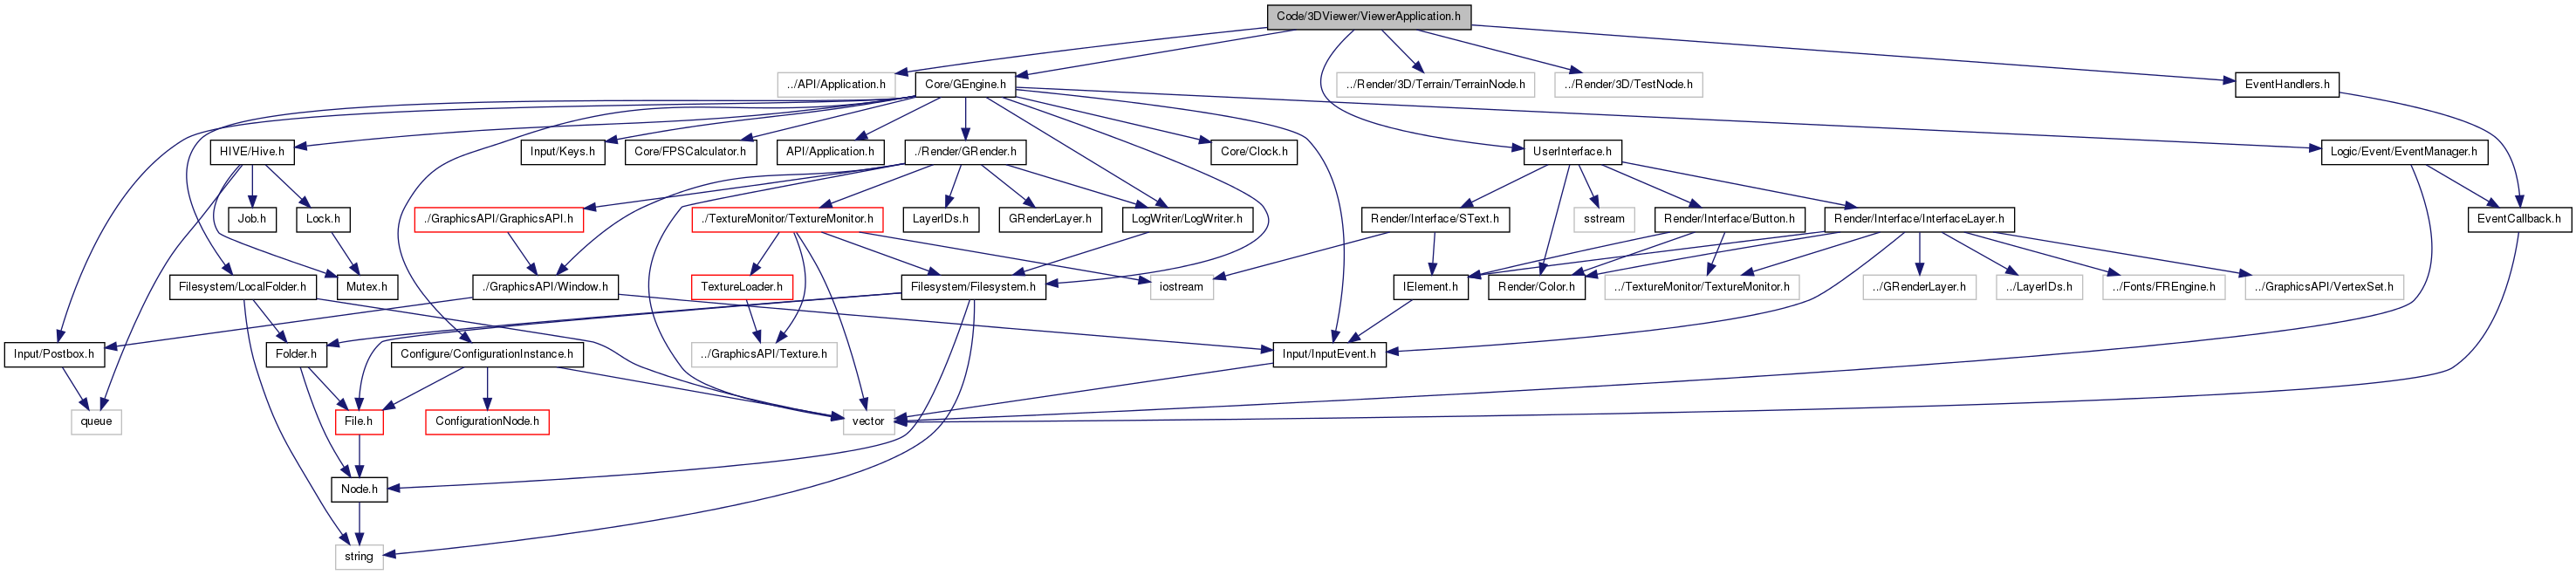 Code/3DViewer/ViewerApplication.h
../API/Application.h
Core/GEngine.h
../Render/3D/Terrain/TerrainNode.h
../Render/3D/TestNode.h
EventHandlers.h
HIVE/Hive.h
Input/Keys.h
Core/FPSCalculator.h
API/Application.h
./Render/GRender.h
Core/Clock.h
UserInterface.h
Logic/Event/EventManager.h
Job.h
Lock.h
./GraphicsAPI/GraphicsAPI.h
./TextureMonitor/TextureMonitor.h
LayerIDs.h
GRenderLayer.h
LogWriter/LogWriter.h
Render/Interface/SText.h
sstream
Render/Interface/Button.h
Render/Interface/InterfaceLayer.h
EventCallback.h
Filesystem/LocalFolder.h
Mutex.h
./GraphicsAPI/Window.h
TextureLoader.h
Filesystem/Filesystem.h
iostream
IElement.h
Render/Color.h
../TextureMonitor/TextureMonitor.h
../GRenderLayer.h
../LayerIDs.h
../Fonts/FREngine.h
../GraphicsAPI/VertexSet.h
Input/Postbox.h
Folder.h
Configure/ConfigurationInstance.h
../GraphicsAPI/Texture.h
Input/InputEvent.h
queue
File.h
ConfigurationNode.h
vector
Node.h
string